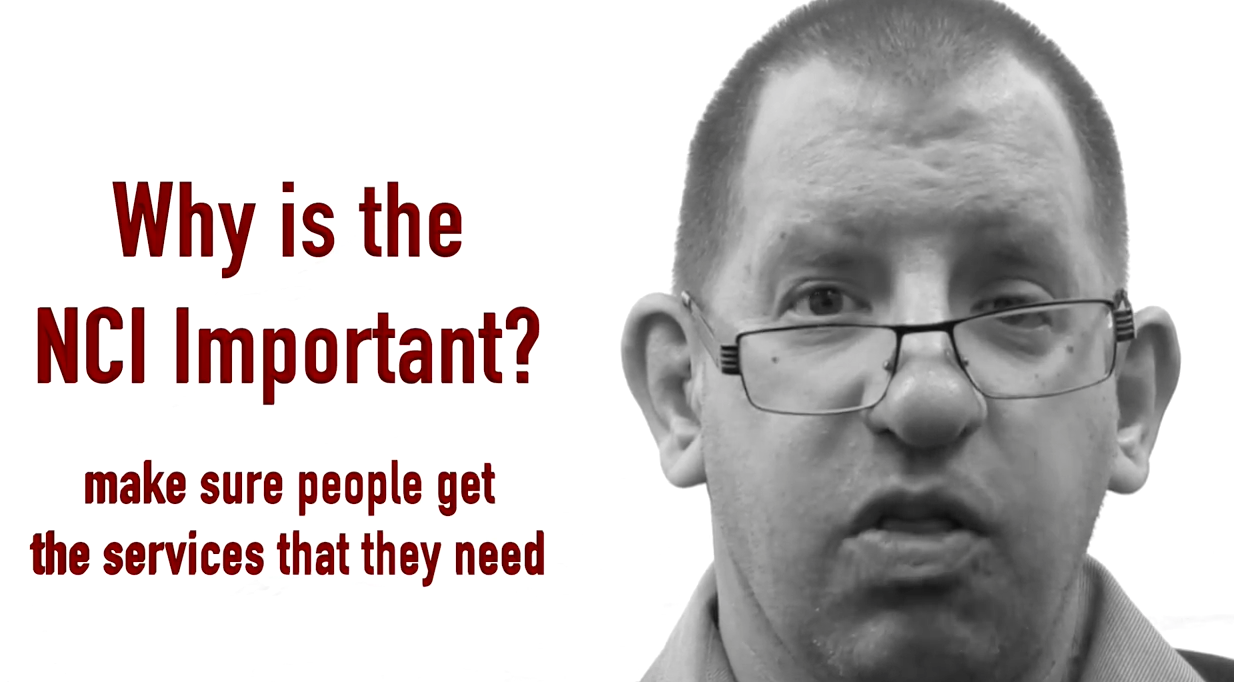 Why is the
NCI Important?
make sure people get
the services that they need